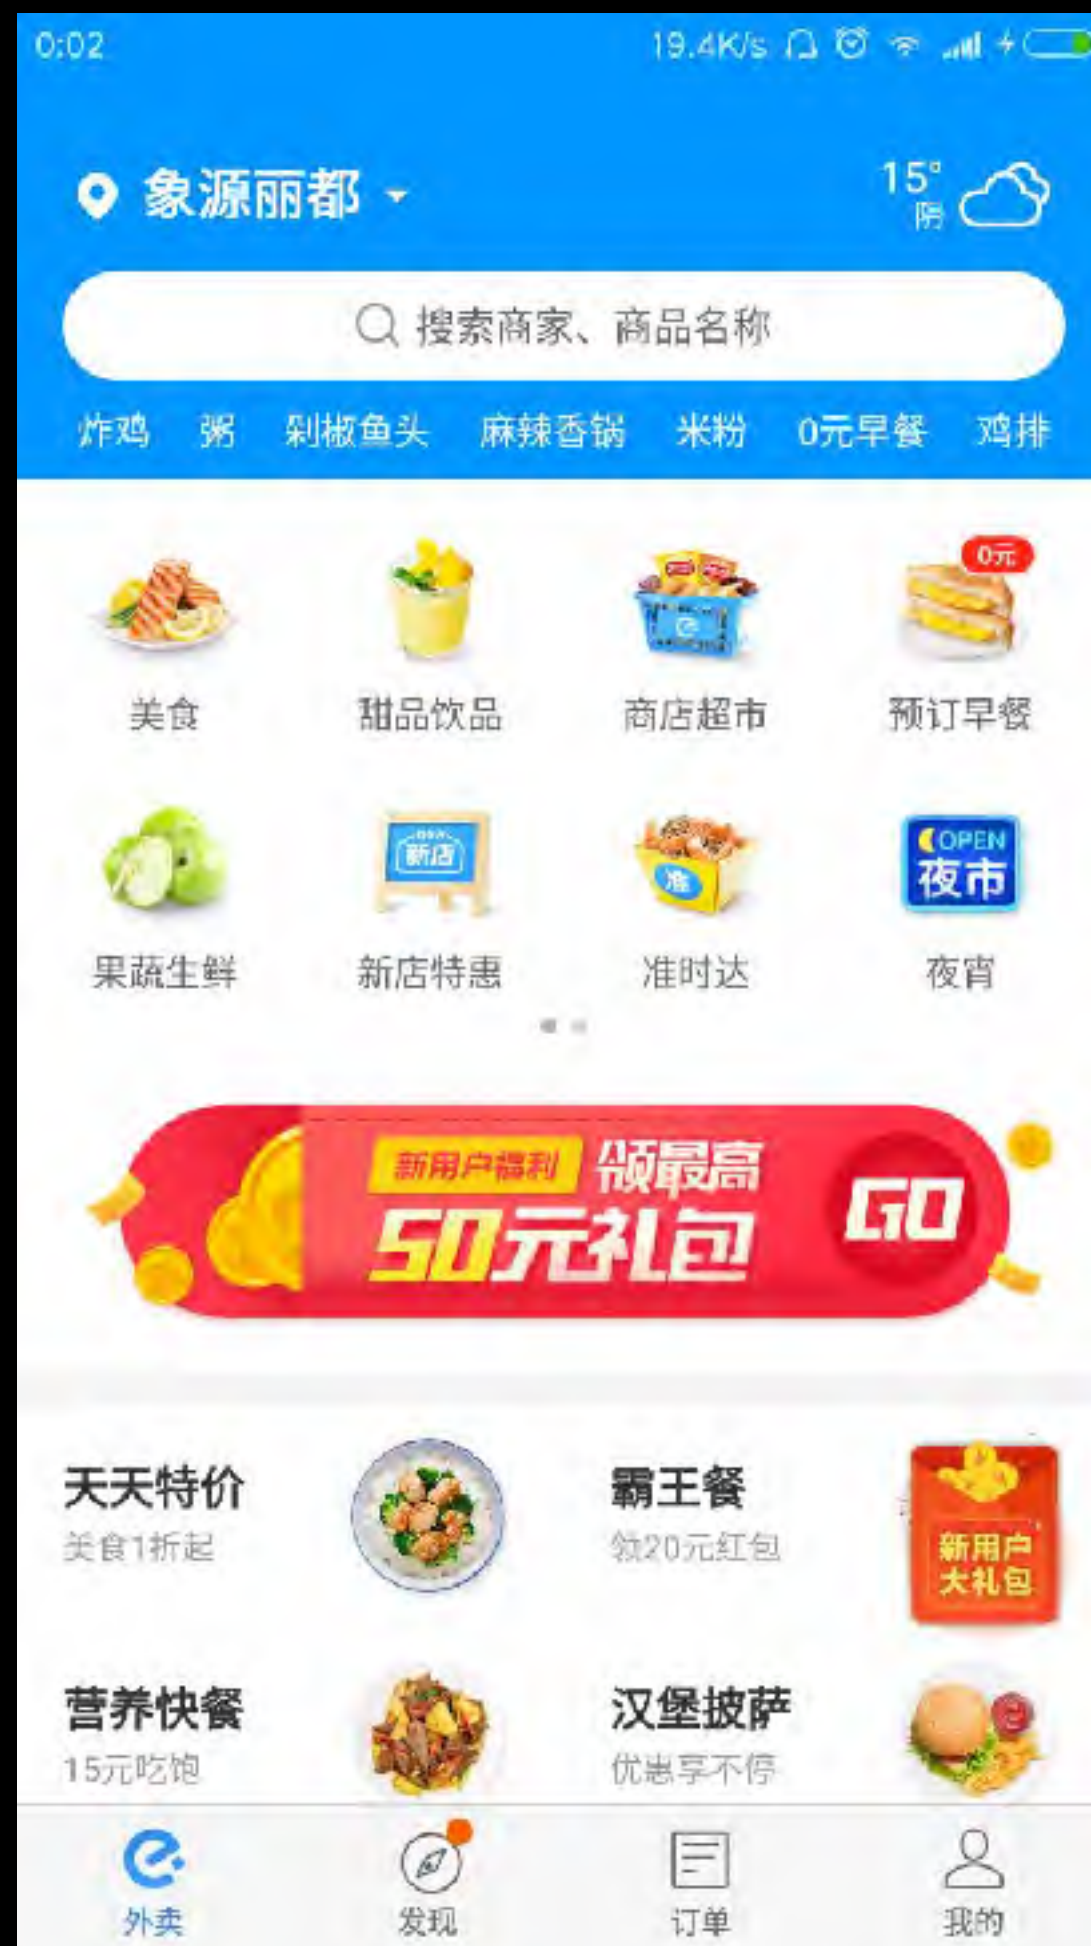 0:02 19.4K/s
象源丽都 15°
阴
搜索商家、商品名称
炸鸡 粥 剁椒鱼头 麻辣香锅 米粉 0元早餐 鸡排
0元
美食 甜品饮品 商店超市 预订早餐
新店
准
OPEN
夜市
果蔬生鲜 新店特惠 准时达 夜宵
新用户福利 领最高
50元礼包 GO
天天特价 霸王餐
美食1折起 领20元红包
新用户
大礼包
营养快餐 汉堡披萨
15元吃饱 优惠享不停
外卖 发现 订单 我的